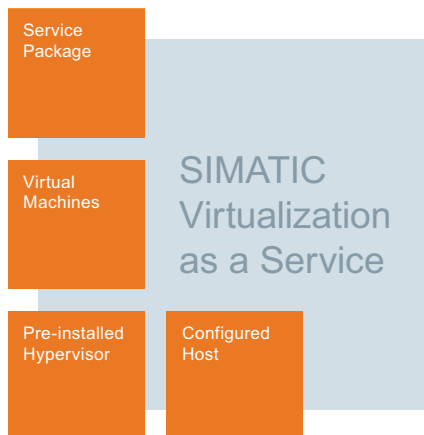 Service
Package
Virtual
Machines
SIMATIC
Virtualization
as a Service
Pre-installed
Hypervisor
Configured
Host